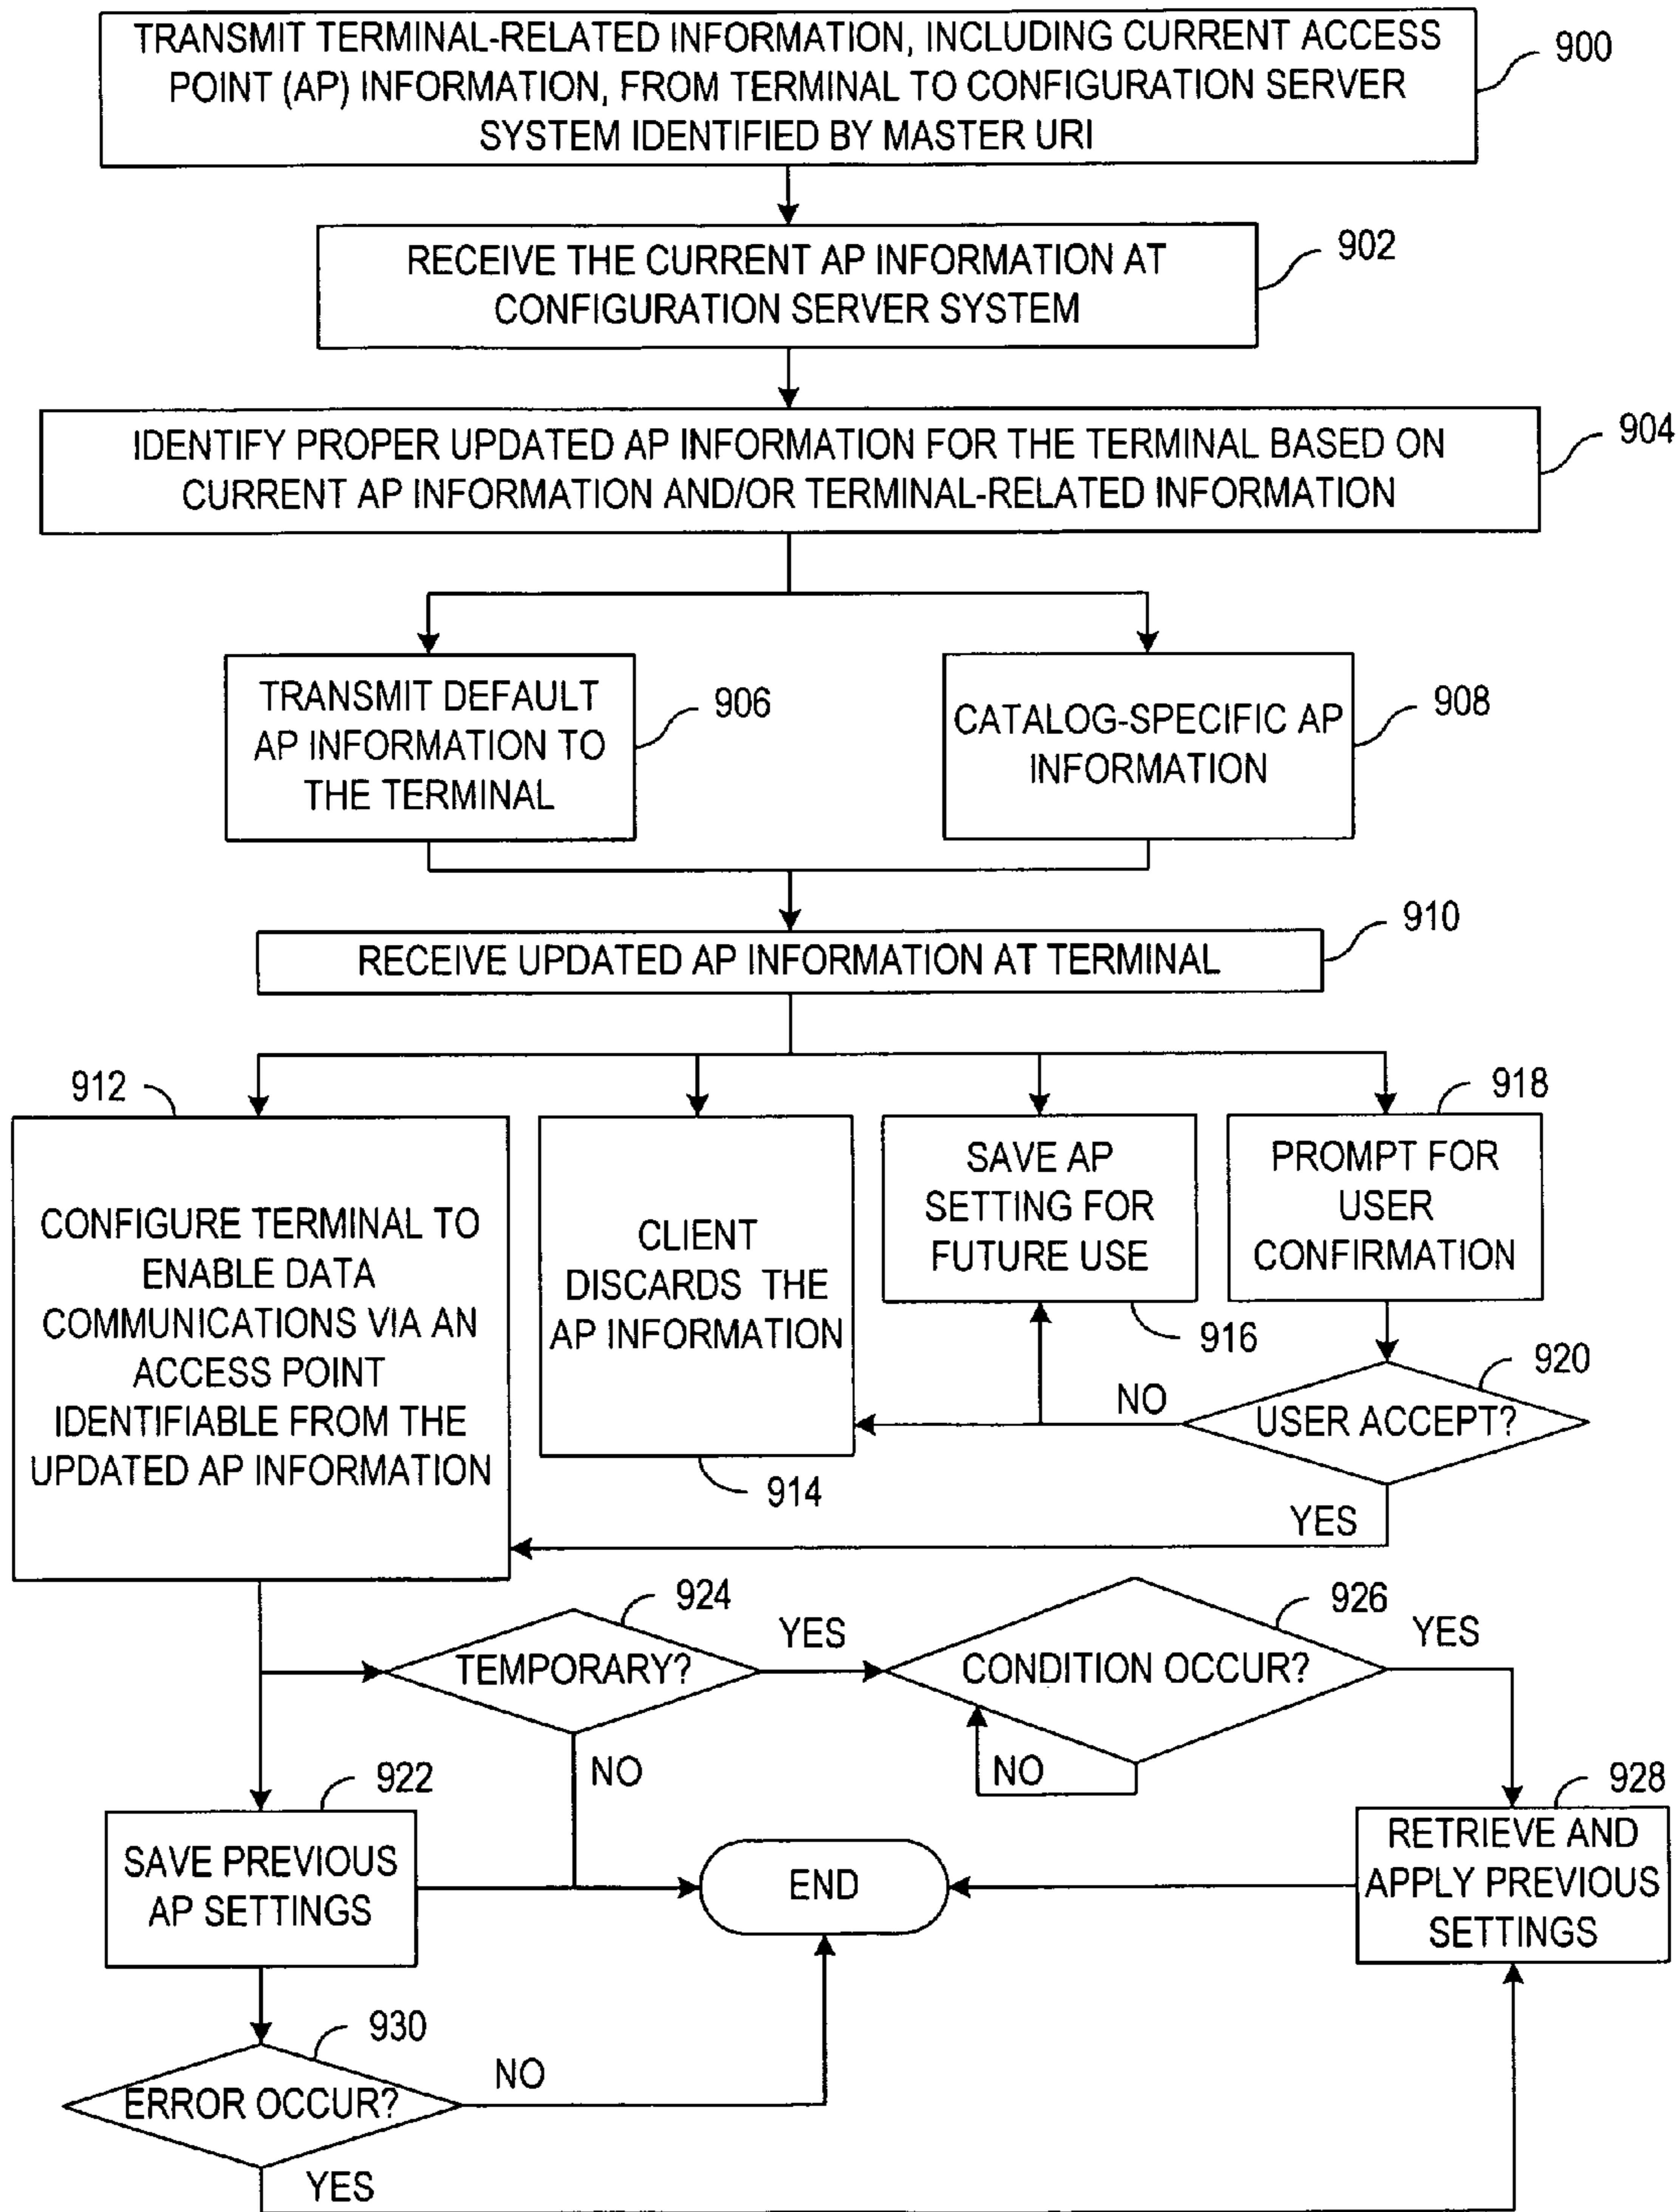 TRANSMIT TERMINAL-RELATED INFORMATION, INCLUDING CURRENT ACCESS
POINT (AP) INFORMATION, FROM TERMINAL TO CONFIGURATION SERVER
SYSTEM IDENTIFIED BY MASTER URI
900
RECEIVE THE CURRENT AP INFORMATION AT
CONFIGURATION SERVER SYSTEM
902
IDENTIFY PROPER UPDATED AP INFORMATION FOR THE TERMINAL BASED ON
CURRENT AP INFORMATION AND/OR TERMINAL-RELATED INFORMATION
904
TRANSMIT DEFAULT
AP INFORMATION TO
THE TERMINAL
906
CATALOG-SPECIFIC AP
INFORMATION
908
RECEIVE UPDATED AP INFORMATION AT TERMINAL
910
912
CONFIGURE TERMINAL TO
ENABLE DATA
COMMUNICATIONS VIA AN
ACCESS POINT
IDENTIFIABLE FROM THE
UPDATED AP INFORMATION
CLIENT
DISCARDS THE
AP INFORMATION
914
SAVE AP
SETTING FOR
FUTURE USE
916
918
PROMPT FOR
USER
CONFIRMATION
920
USER ACCEPT?
NO
YES
924
TEMPORARY?
YES
NO
926
CONDITION OCCUR?
YES
NO
922
SAVE PREVIOUS
AP SETTINGS
END
928
RETRIEVE AND
APPLY PREVIOUS
SETTINGS
930
ERROR OCCUR?
NO
YES